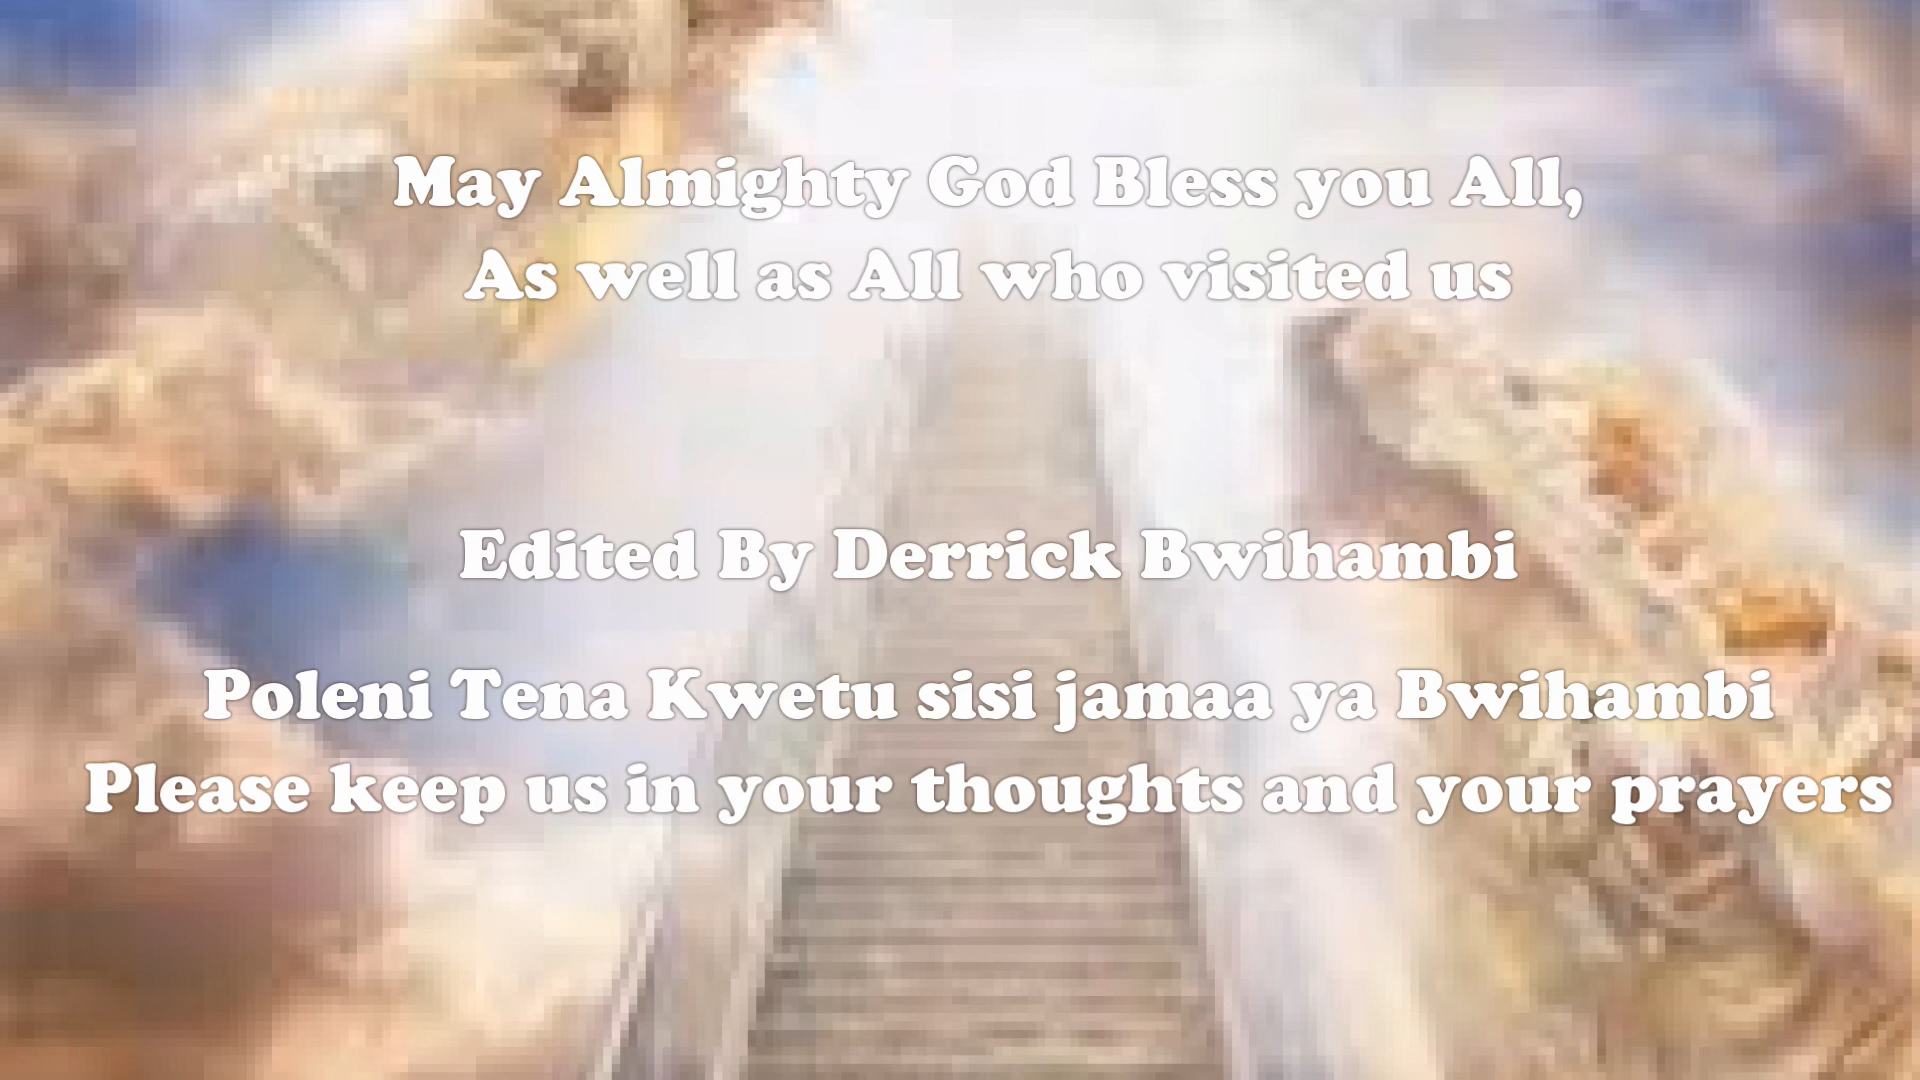 May Almighty God Bless you All,
As well as All who visited us
Edited By Derrick Bwihambi
Poleni Tena Kwetu sisi jamaa ya Bwihambi
Please keep us in your thoughts and your prayers